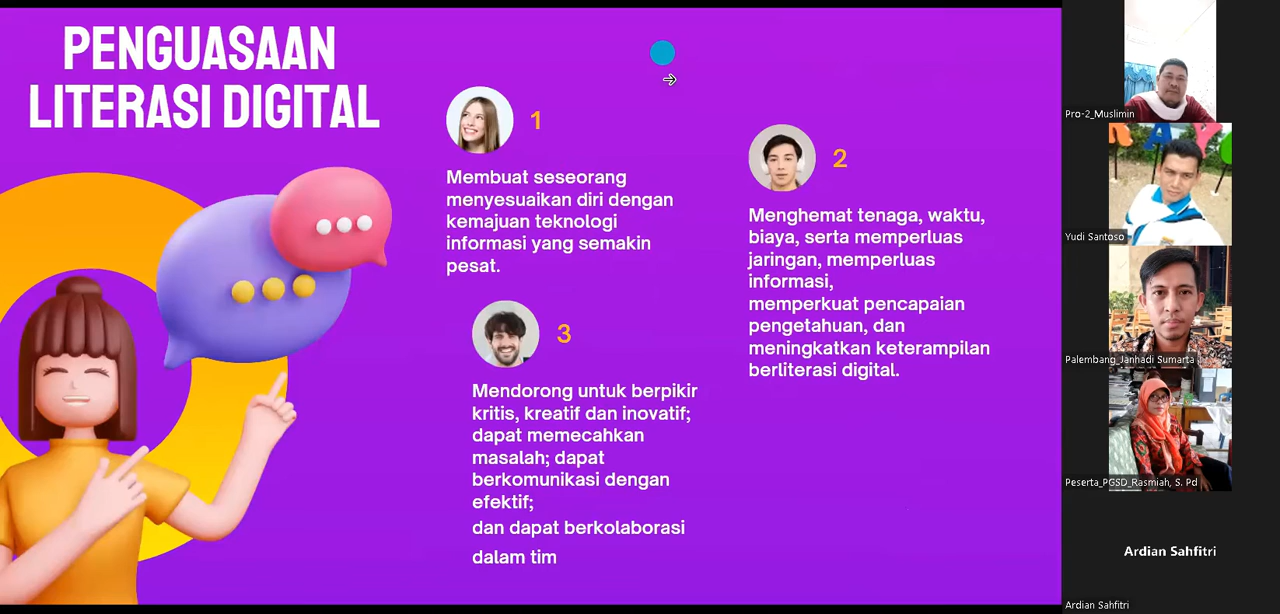 PENGUASAAN
LITERASI DIGITAL
1
Membuat seseorang
menyesuaikan diri dengan
kemajuan teknologi
informasi yang semakin
pesat.
2
Menghemat tenaga, waktu,
biaya, serta memperluas
jaringan, memperluas
informasi,
memperkuat pencapaian
pengetahuan, dan
meningkatkan keterampilan
berliterasi digital.
3
Mendorong untuk berpikir
kritis, kreatif dan inovatif;
dapat memecahkan
masalah; dapat
berkomunikasi dengan
efektif;
dan dapat berkolaborasi
dalam tim
Pro-2_Muslimin
Yudi Santoso
Palembang_Janhadi Sumarta
Peserta_PGSD_Rasmiah, S. Pd
Ardian Sahfitri
Ardian Sahfitri